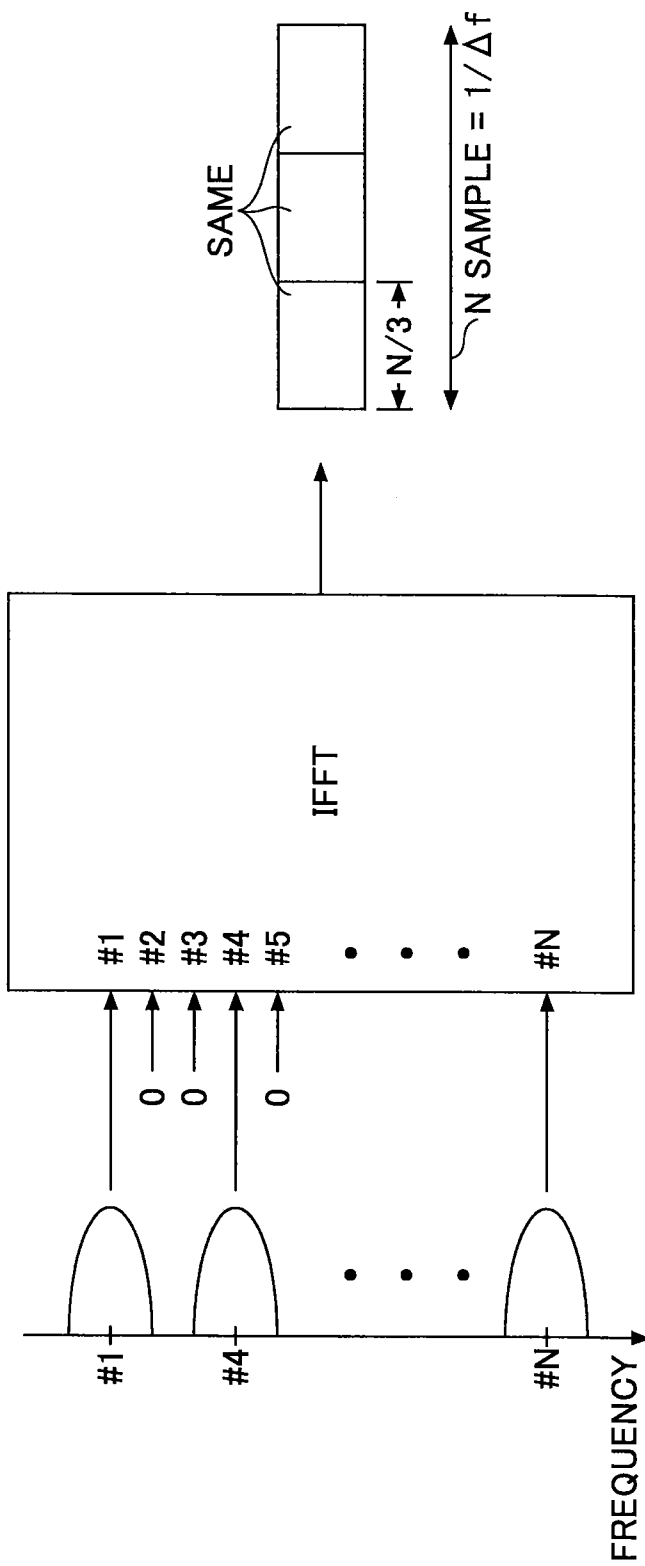 FREQUENCY
#1
#4
#N
0
0
0
#1
#2
#3
#4
#5
#N
IFFT
SAME
N/3
N SAMPLE = 1/Δf